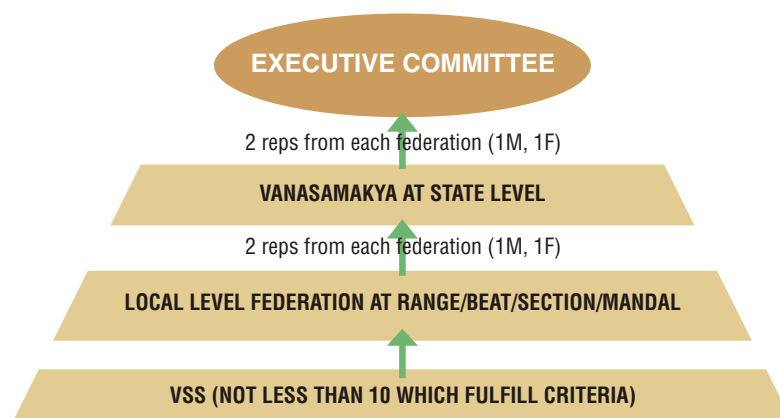 EXECUTIVE COMMITTEE
2 reps from each federation (1M, 1F)
VANASAMAKYA AT STATE LEVEL
2 reps from each federation (1M, 1F)
LOCAL LEVEL FEDERATION AT RANGE/BEAT/SECTION/MANDAL
VSS (NOT LESS THAN 10 WHICH FULFILL CRITERIA)